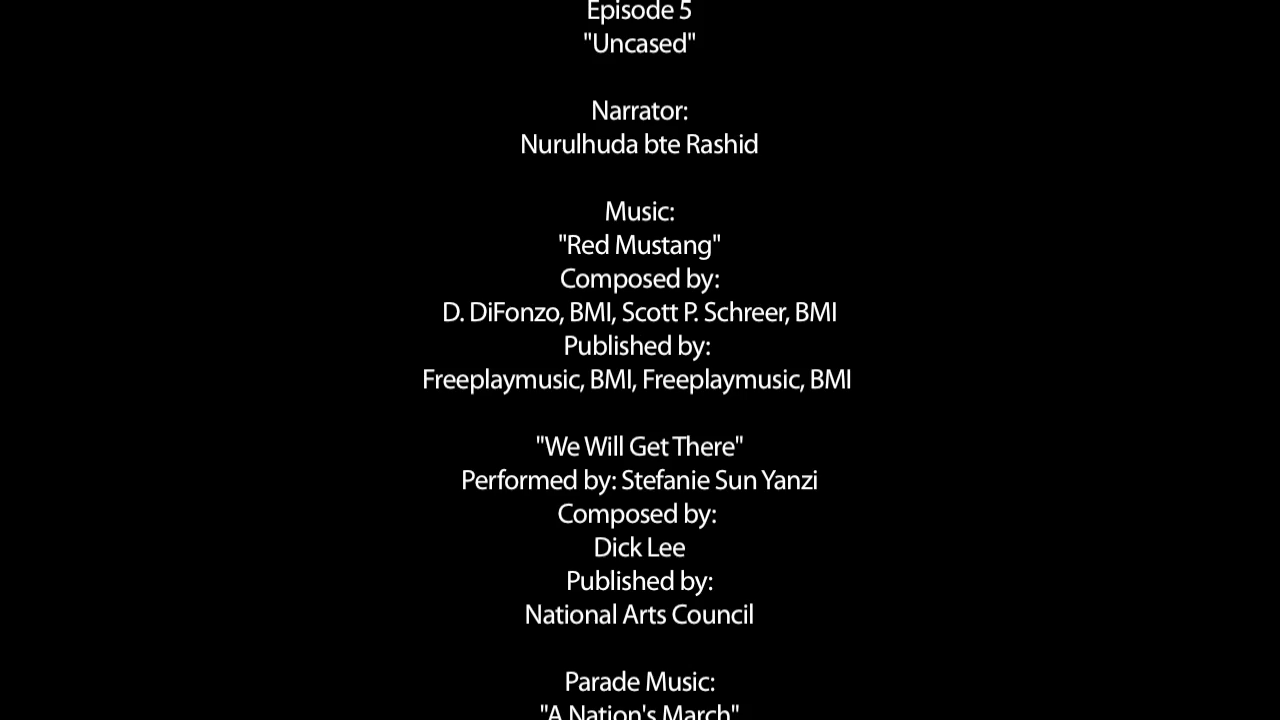 Episode 5
"Uncased"
Narrator:
Nurulhuda bte Rashid
Music:
"Red Mustang"
Composed by:
D. DiFonzo, BMI, Scott P. Schreer, BMI
Published by:
Freeplaymusic, BMI, Freeplaymusic, BMI
"We Will Get There"
Performed by: Stefanie Sun Yanzi
Composed by:
Dick Lee
Published by:
National Arts Council
Parade Music:
"A Nation's March"